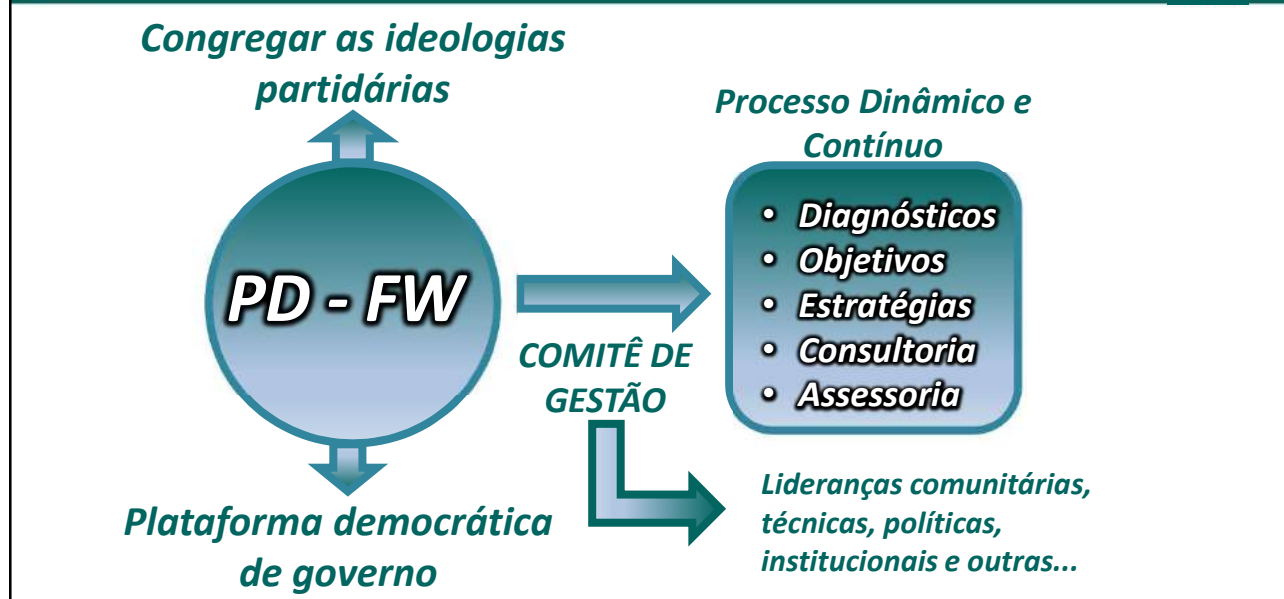 Congregar as ideologias
partidárias
Processo Dinâmico e
Contínuo
PD - FW
• Diagnósticos
• Objetivos
• Estratégias
• Consultoria
• Assessoria
COMITÊ DE
GESTÃO
Lideranças comunitárias,
técnicas, políticas,
institucionais e outras...
Plataforma democrática
de governo